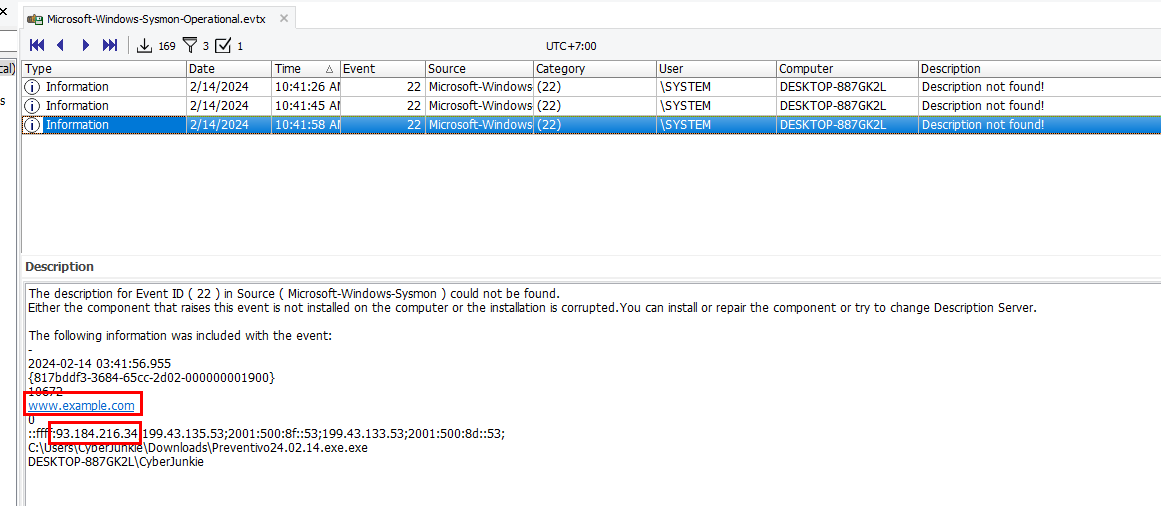 Microsoft-Windows-Sysmon-Operational.evtx
169 3 1 UTC+7:00
cal)
s
Type Date Time Event Source Category User Computer Description
Information 2/14/2024 10:41:26 AM 22 Microsoft-Windows (22) \SYSTEM DESKTOP-887GK2L Description not found!
Information 2/14/2024 10:41:45 AM 22 Microsoft-Windows (22) \SYSTEM DESKTOP-887GK2L Description not found!
Information 2/14/2024 10:41:58 AM 22 Microsoft-Windows (22) \SYSTEM DESKTOP-887GK2L Description not found!
Description
The description for Event ID ( 22 ) in Source ( Microsoft-Windows-Sysmon ) could not be found.
Either the component that raises this event is not installed on the computer or the installation is corrupted.You can install or repair the component or try to change Description Server.
The following information was included with the event:
-
2024-02-14 03:41:56.955
{817bddf3-3684-65cc-2d02-000000001900}
10672
www.example.com
0
::ffff:93.184.216.34;199.43.135.53;2001:500:8f::53;199.43.133.53;2001:500:8d::53;
C:\Users\CyberJunkie\Downloads\Preventivo24.02.14.exe.exe
DESKTOP-887GK2L\CyberJunkie